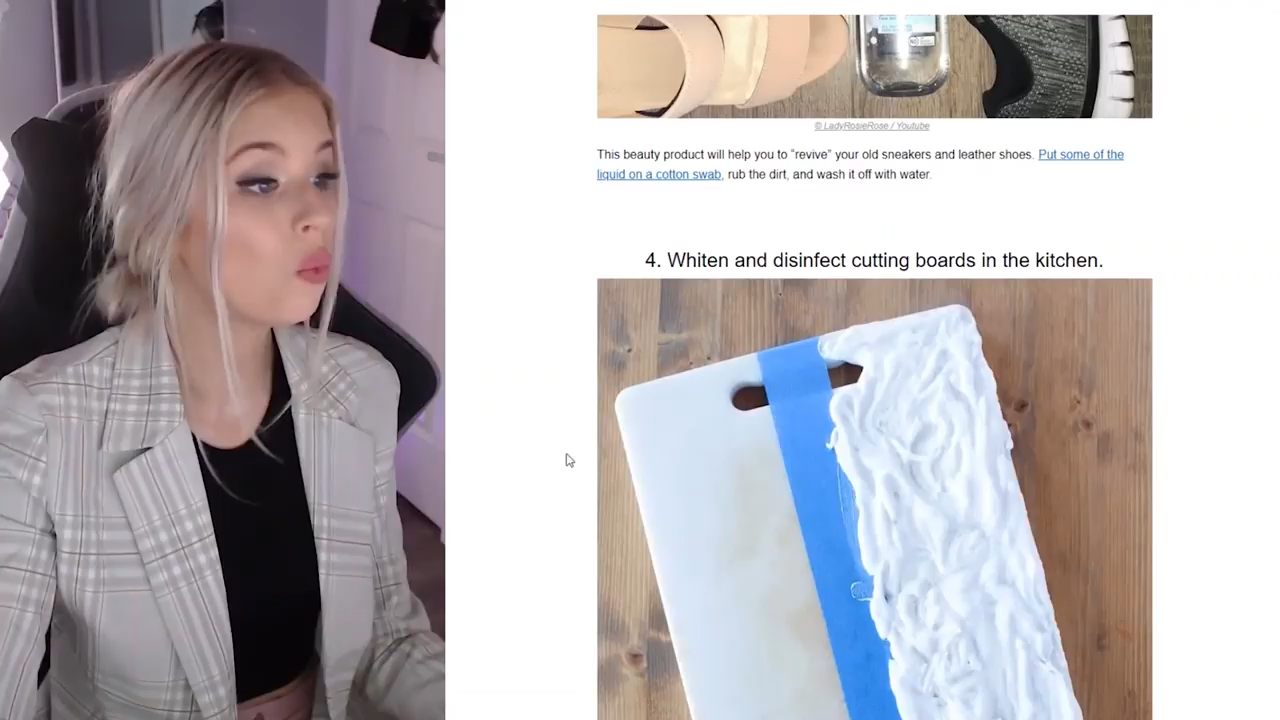 © LadyRosieRose / Youtube
This beauty product will help you to “revive” your old sneakers and leather shoes. Put some of the
liquid on a cotton swab, rub the dirt, and wash it off with water.
4. Whiten and disinfect cutting boards in the kitchen.